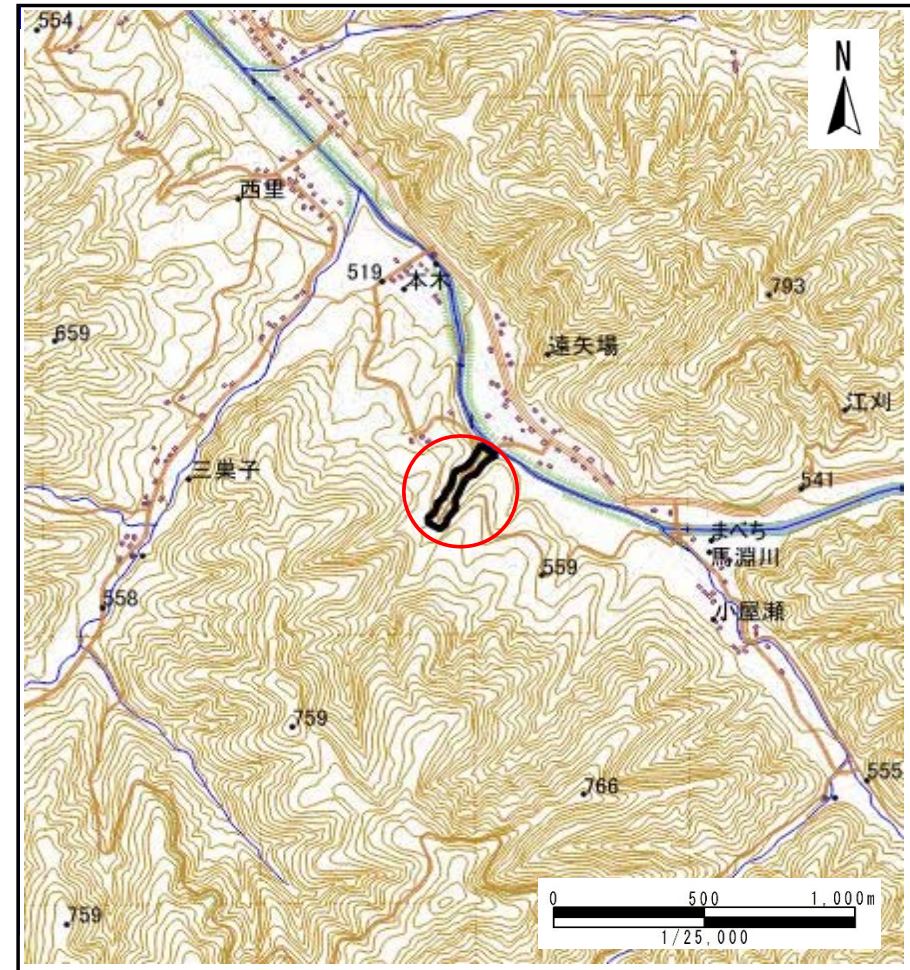 554
N
西里
519
本木
793
659
遠矢場
江刈
三巣子
541
まべち
馬淵川
559
558
小屋瀬
759
766
555
759
0 500 1,000m
1/25,000